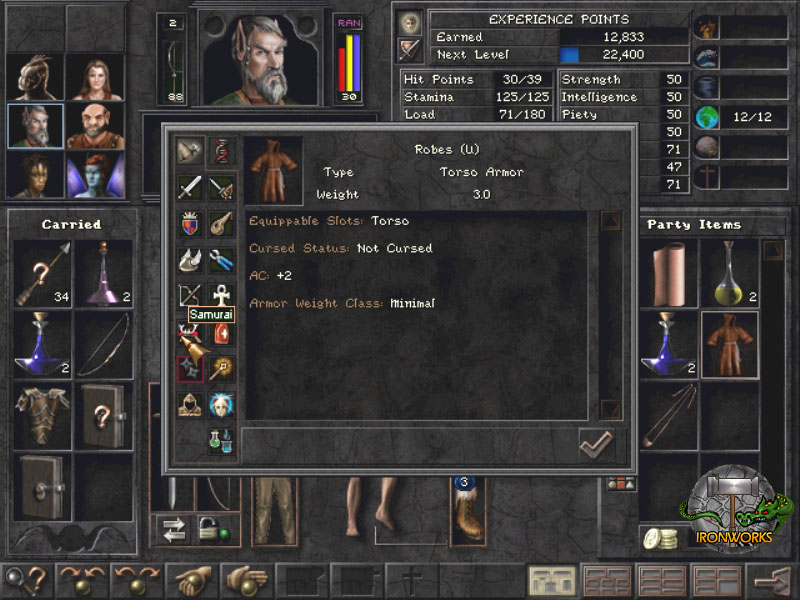 2
88
RAN
30
EXPERIENCE POINTS
Earned 12,833
Next Level 22,400
Hit Points 30/39
Stamina 125/125
Load 71/180
Strength 50
Intelligence 50
Piety 50
50
71
47
71
12/12
Robes (U)
Type Torso Armor
Weight 3.0
Equippable Slots: Torso
Cursed Status: Not Cursed
AC: +2
Armor Weight Class: Minimal
Samurai
Carried
34
2
2
Party Items
2
2
3
IRONWORKS